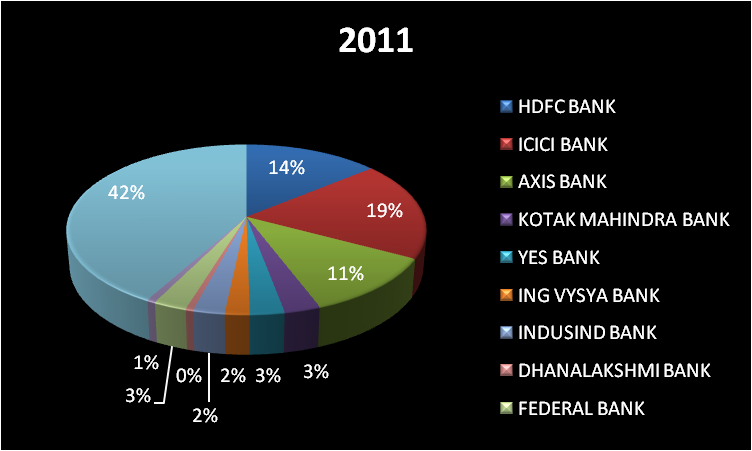 2011
14%
19%
11%
3%
3%
2%
2%
0%
3%
1%
42%
HDFC BANK
ICICI BANK
AXIS BANK
KOTAK MAHINDRA BANK
YES BANK
ING VYSYA BANK
INDUSIND BANK
DHANALAKSHMI BANK
FEDERAL BANK